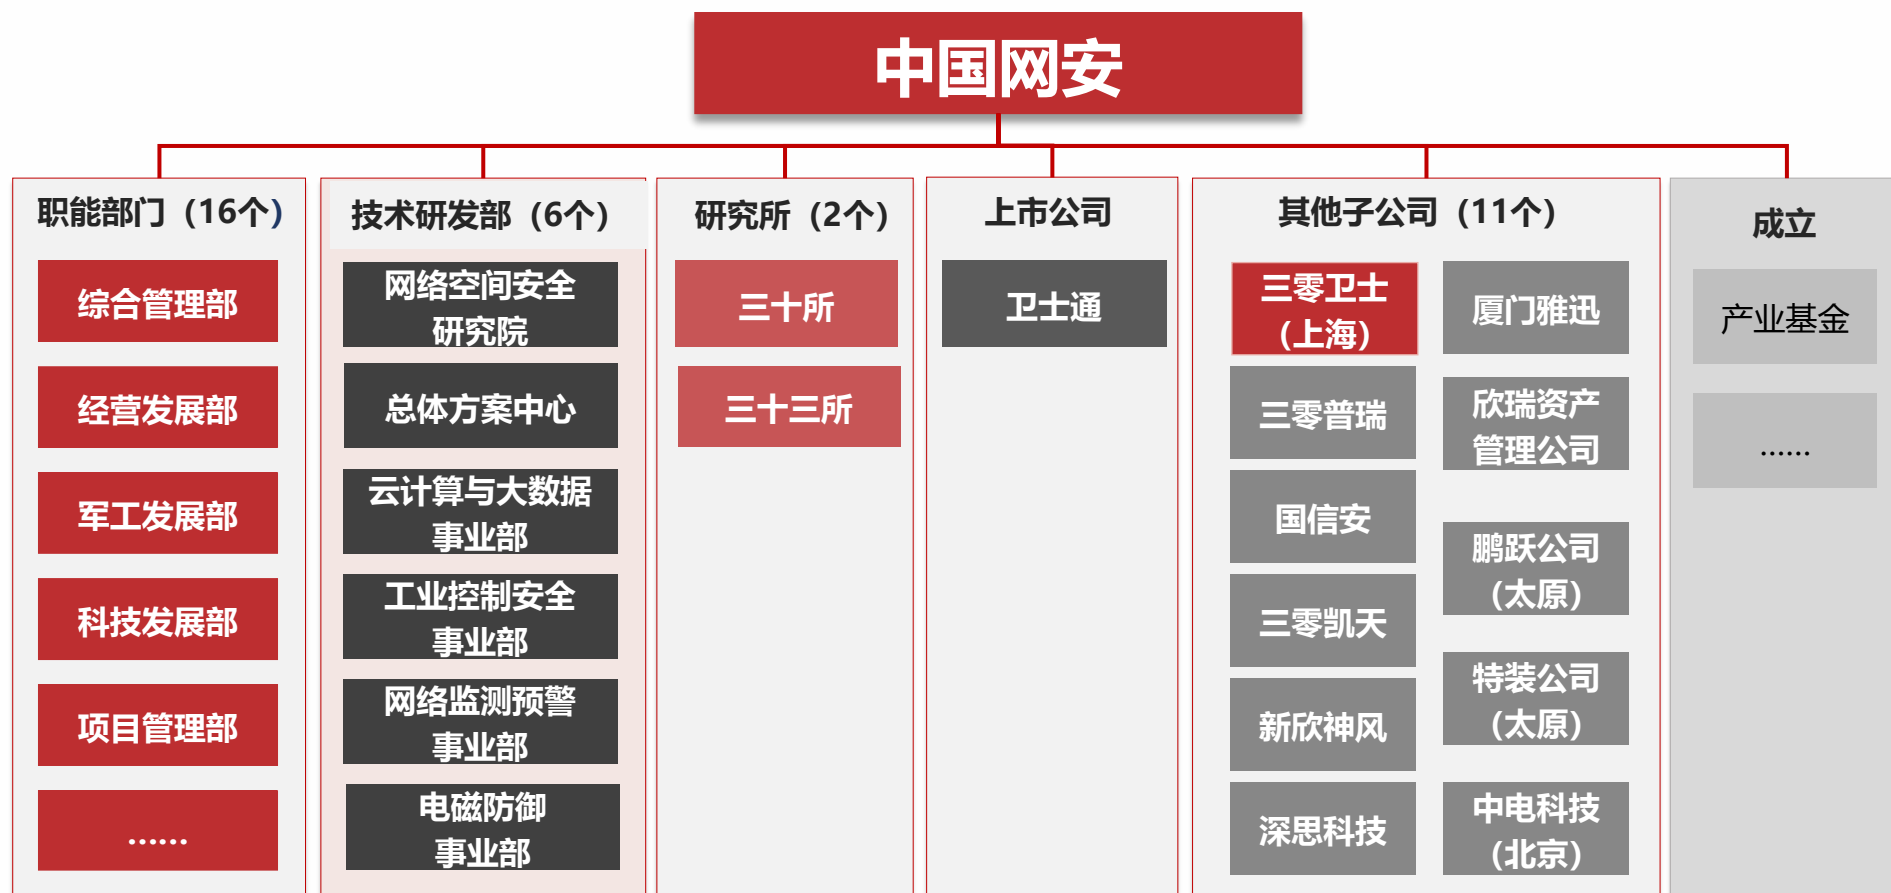 中国网安
职能部门（16个）
综合管理部
经营发展部
军工发展部
科技发展部
项目管理部
……
技术研发部（6个）
网络空间安全
研究院
总体方案中心
云计算与大数据
事业部
工业控制安全
事业部
网络监测预警
事业部
电磁防御
事业部
研究所（2个）
三十所
三十三所
上市公司
卫士通
其他子公司（11个）
三零卫士
（上海）
三零普瑞
国信安
三零凯天
新欣神风
深思科技
厦门雅迅
欣瑞资产
管理公司
鹏跃公司
（太原）
特装公司
（太原）
中电科技
（北京）
成立
产业基金
……